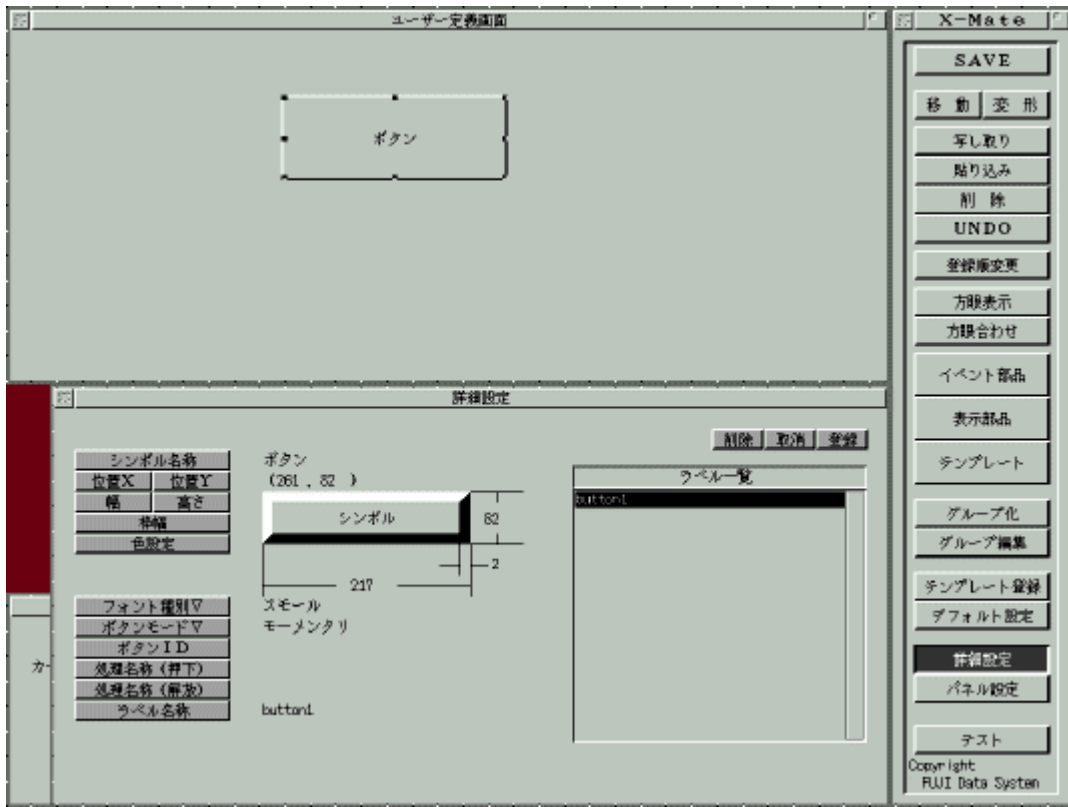 ユーザー定義画面
ボタン
X-Mate
SAVE
移 動 変 形
写し取り
貼り込み
削 除
UNDO
登録順変更
方眼表示
方眼合わせ
イベント部品
表示部品
テンプレート
グループ化
グループ編集
テンプレート登録
デフォルト設定
詳細設定
パネル設定
テスト
Copyright
FUJI Data System
詳細設定
削除 取消 登録
シンボル名称 ボタン
位置X 位置Y (261 , 82 )
幅 高さ
枠幅
色設定
シンボル
82
2
217
フォント種別▽ スモール
ボタンモード▽ モーメンタリ
ボタンID
処理名称(押下)
処理名称(解放)
ラベル名称 button1
ラベル一覧
button1
カー